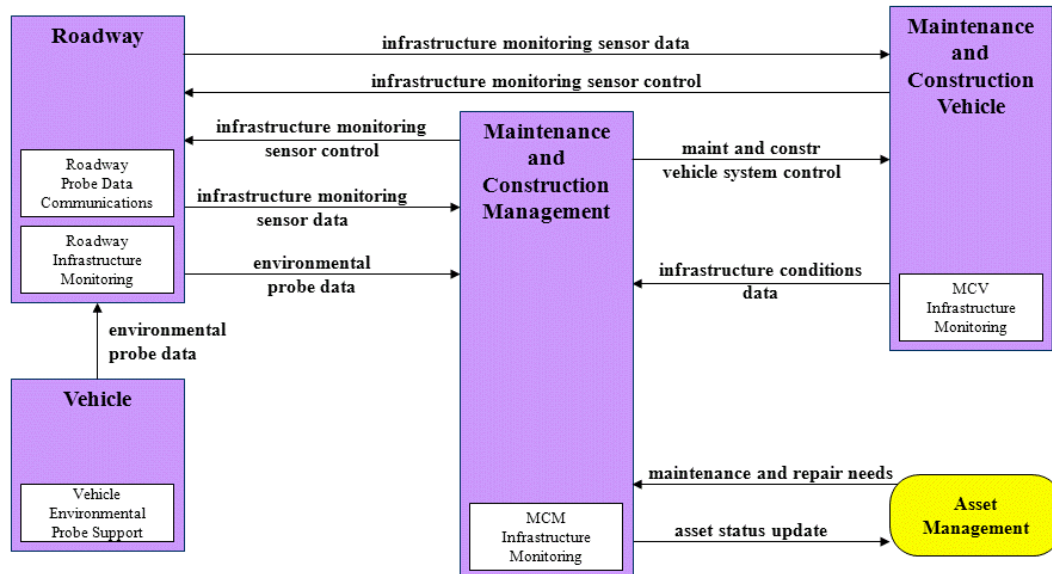 Roadway
Roadway
Probe Data
Communications
Roadway
Infrastructure
Monitoring
infrastructure monitoring sensor data
infrastructure monitoring sensor control
Maintenance
and
Construction
Vehicle
MCV
Infrastructure
Monitoring
infrastructure monitoring
sensor control
infrastructure monitoring
sensor data
environmental
probe data
Maintenance
and
Construction
Management
MCM
Infrastructure
Monitoring
maint and constr
vehicle system control
infrastructure conditions
data
environmental
probe data
Vehicle
Vehicle
Environmental
Probe Support
maintenance and repair needs
asset status update
Asset
Management